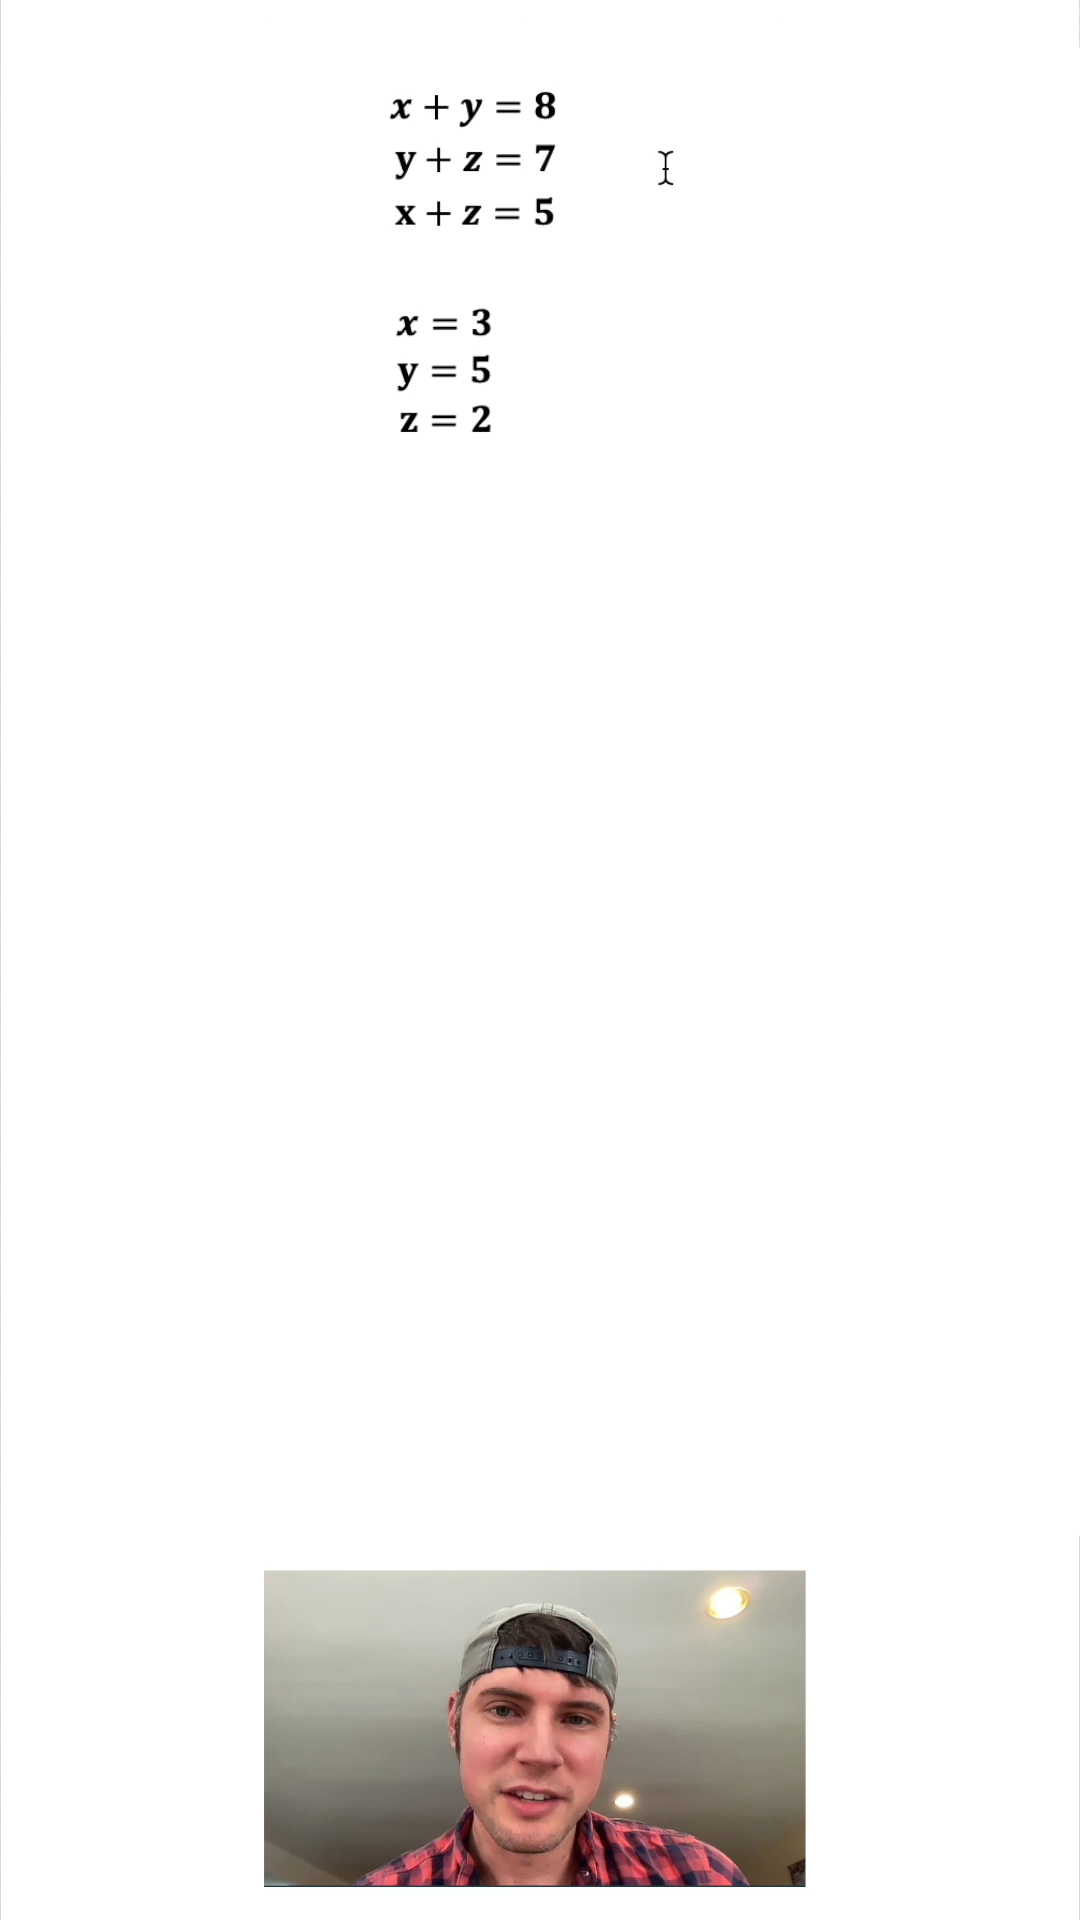 x + y = 8
y + z = 7
x + z = 5
x = 3
y = 5
z = 2